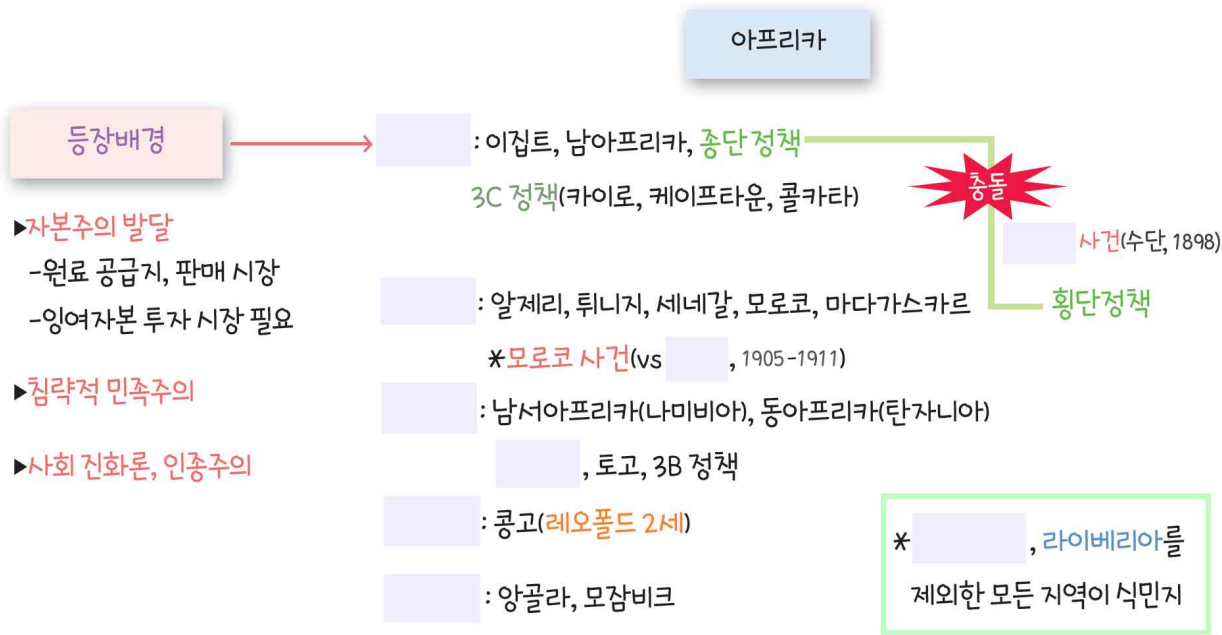 아프리카
등장배경
▶자본주의 발달
-원료 공급지, 판매 시장
-잉여자본 투자 시장 필요
▶침략적 민족주의
▶사회 진화론, 인종주의
: 이집트, 남아프리카, 종단 정책
3C 정책(카이로, 케이프타운, 콜카타)
충돌
사건(수단, 1898)
횡단정책
: 알제리, 튀니지, 세네갈, 모로코, 마다가스카르
*모로코 사건(vs , 1905-1911)
: 남서아프리카(나미비아), 동아프리카(탄자니아)
, 토고, 3B 정책
: 콩고(레오폴드 2세)
: 앙골라, 모잠비크
* , 라이베리아를
제외한 모든 지역이 식민지